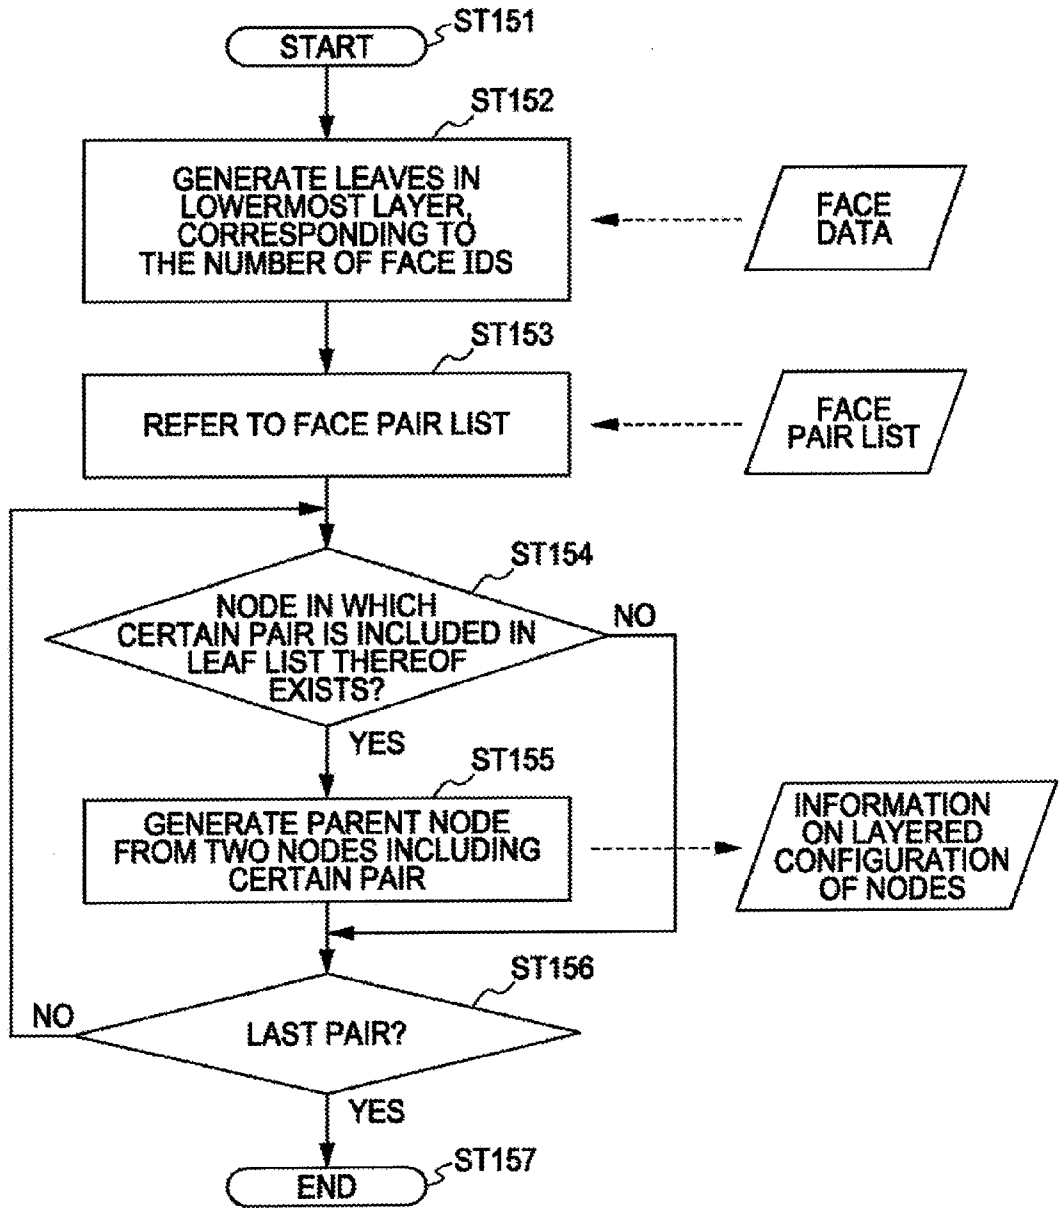 START
ST151
ST152
GENERATE LEAVES IN
LOWERMOST LAYER,
CORRESPONDING TO
THE NUMBER OF FACE IDS
FACE
DATA
ST153
REFER TO FACE PAIR LIST
FACE
PAIR LIST
ST154
NODE IN WHICH
CERTAIN PAIR IS INCLUDED IN
LEAF LIST THEREOF
EXISTS?
NO
YES
ST155
GENERATE PARENT NODE
FROM TWO NODES INCLUDING
CERTAIN PAIR
INFORMATION
ON LAYERED
CONFIGURATION
OF NODES
ST156
LAST PAIR?
NO
YES
END
ST157